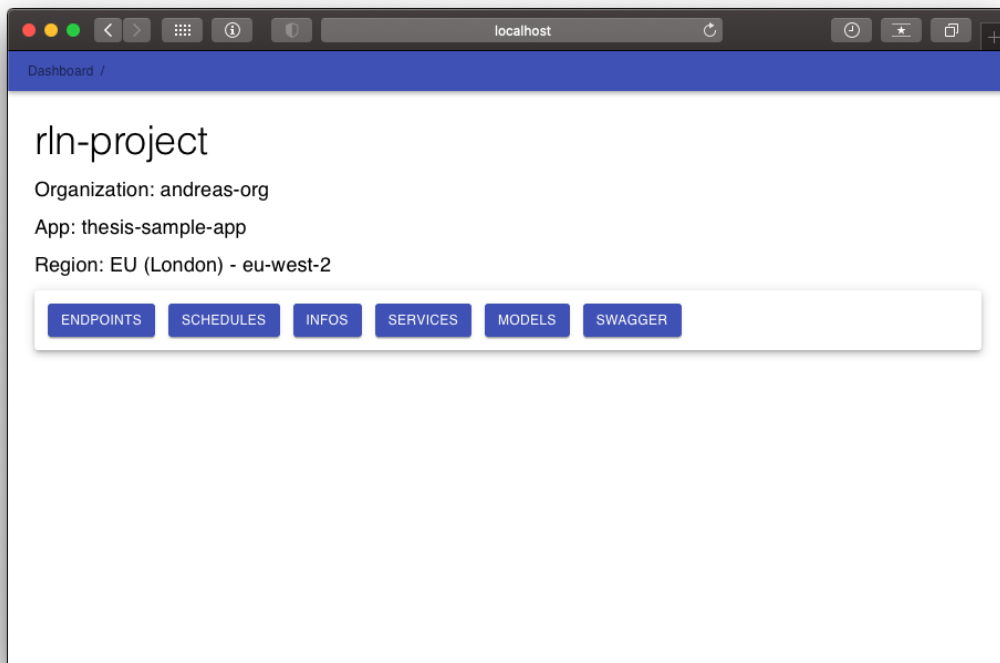 localhost
Dashboard /
rln-project
Organization: andreas-org
App: thesis-sample-app
Region: EU (London) - eu-west-2
ENDPOINTS SCHEDULES INFOS SERVICES MODELS SWAGGER